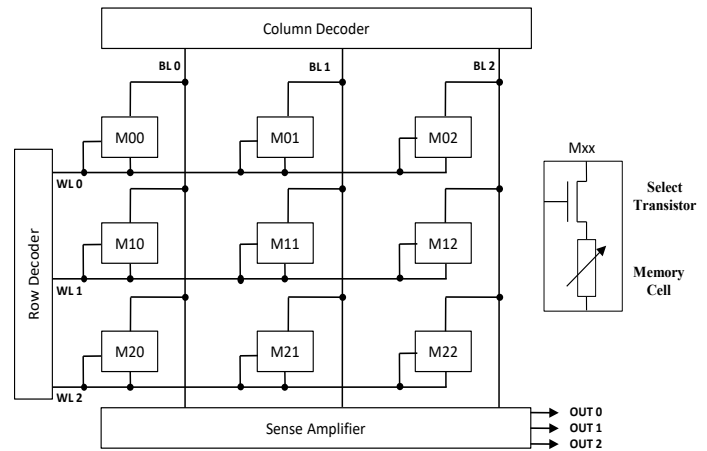 Column Decoder
BL 0
BL 1
BL 2
M00
M01
M02
Mxx
WL 0
Select
Transistor
M10
M11
M12
Row Decoder
Memory
Cell
WL 1
M20
M21
M22
WL 2
Sense Amplifier
OUT 0
OUT 1
OUT 2